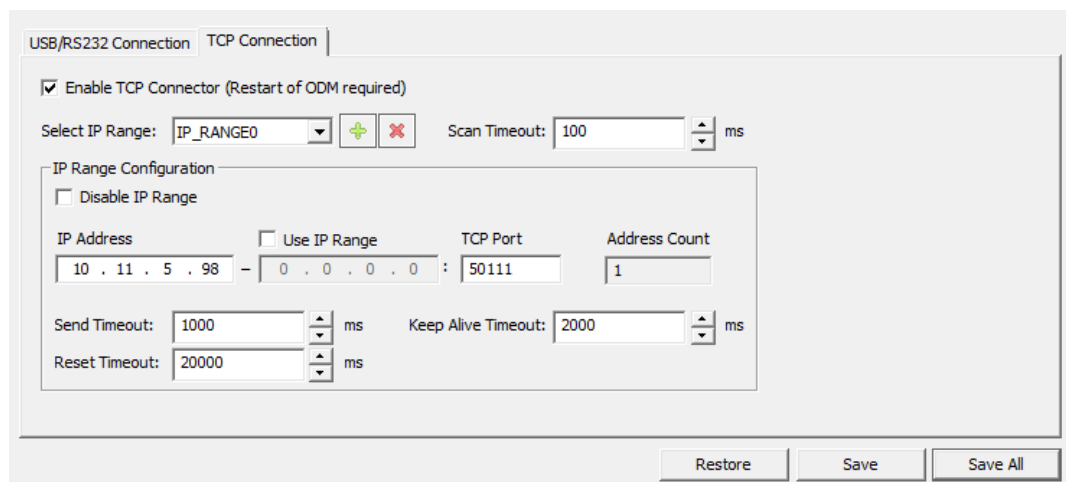 USB/RS232 Connection TCP Connection
Enable TCP Connector (Restart of ODM required)
Select IP Range: IP_RANGE0 Scan Timeout: 100 ms
IP Range Configuration
Disable IP Range
IP Address Use IP Range TCP Port Address Count
10 . 11 . 5 . 98 – 0 . 0 . 0 . 0 : 50111 1
Send Timeout: 1000 ms Keep Alive Timeout: 2000 ms
Reset Timeout: 20000 ms
Restore Save Save All